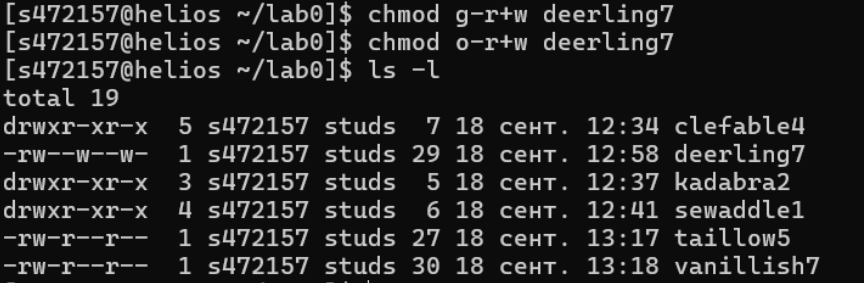 [s472157@helios ~/lab0]$ chmod g-r+w deerling7
[s472157@helios ~/lab0]$ chmod o-r+w deerling7
[s472157@helios ~/lab0]$ ls -l
total 19
drwxr-xr-x  5 s472157 studs  7 18 сент. 12:34 clefable4
-rw--w--w-  1 s472157 studs 29 18 сент. 12:58 deerling7
drwxr-xr-x  3 s472157 studs  5 18 сент. 12:37 kadabra2
drwxr-xr-x  4 s472157 studs  6 18 сент. 12:41 sewaddle1
-rw-r--r--  1 s472157 studs 27 18 сент. 13:17 taillow5
-rw-r--r--  1 s472157 studs 30 18 сент. 13:18 vanillish7